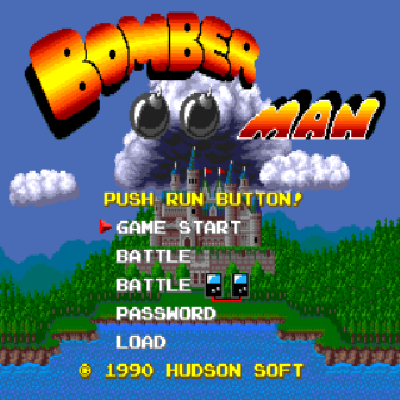 BOMBER
MAN
PUSH RUN BUTTON!
GAME START
BATTLE
BATTLE
PASSWORD
LOAD
© 1990 HUDSON SOFT